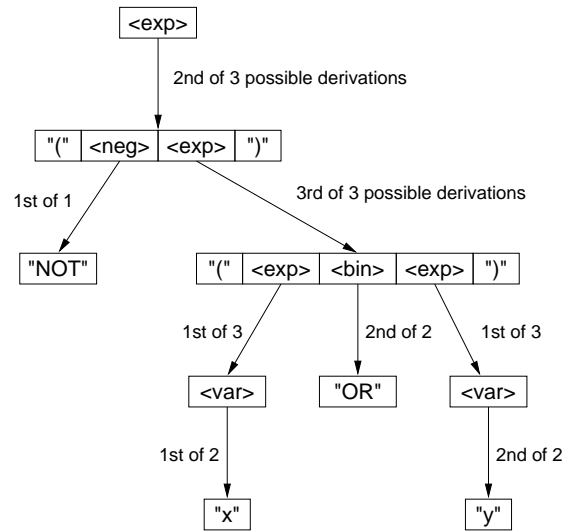 <exp>
2nd of 3 possible derivations
"(" <neg> <exp> ")"
1st of 1
3rd of 3 possible derivations
"NOT"
"(" <exp> <bin> <exp> ")"
1st of 3 2nd of 2 1st of 3
<var> "OR" <var>
1st of 2 2nd of 2
"x" "y"